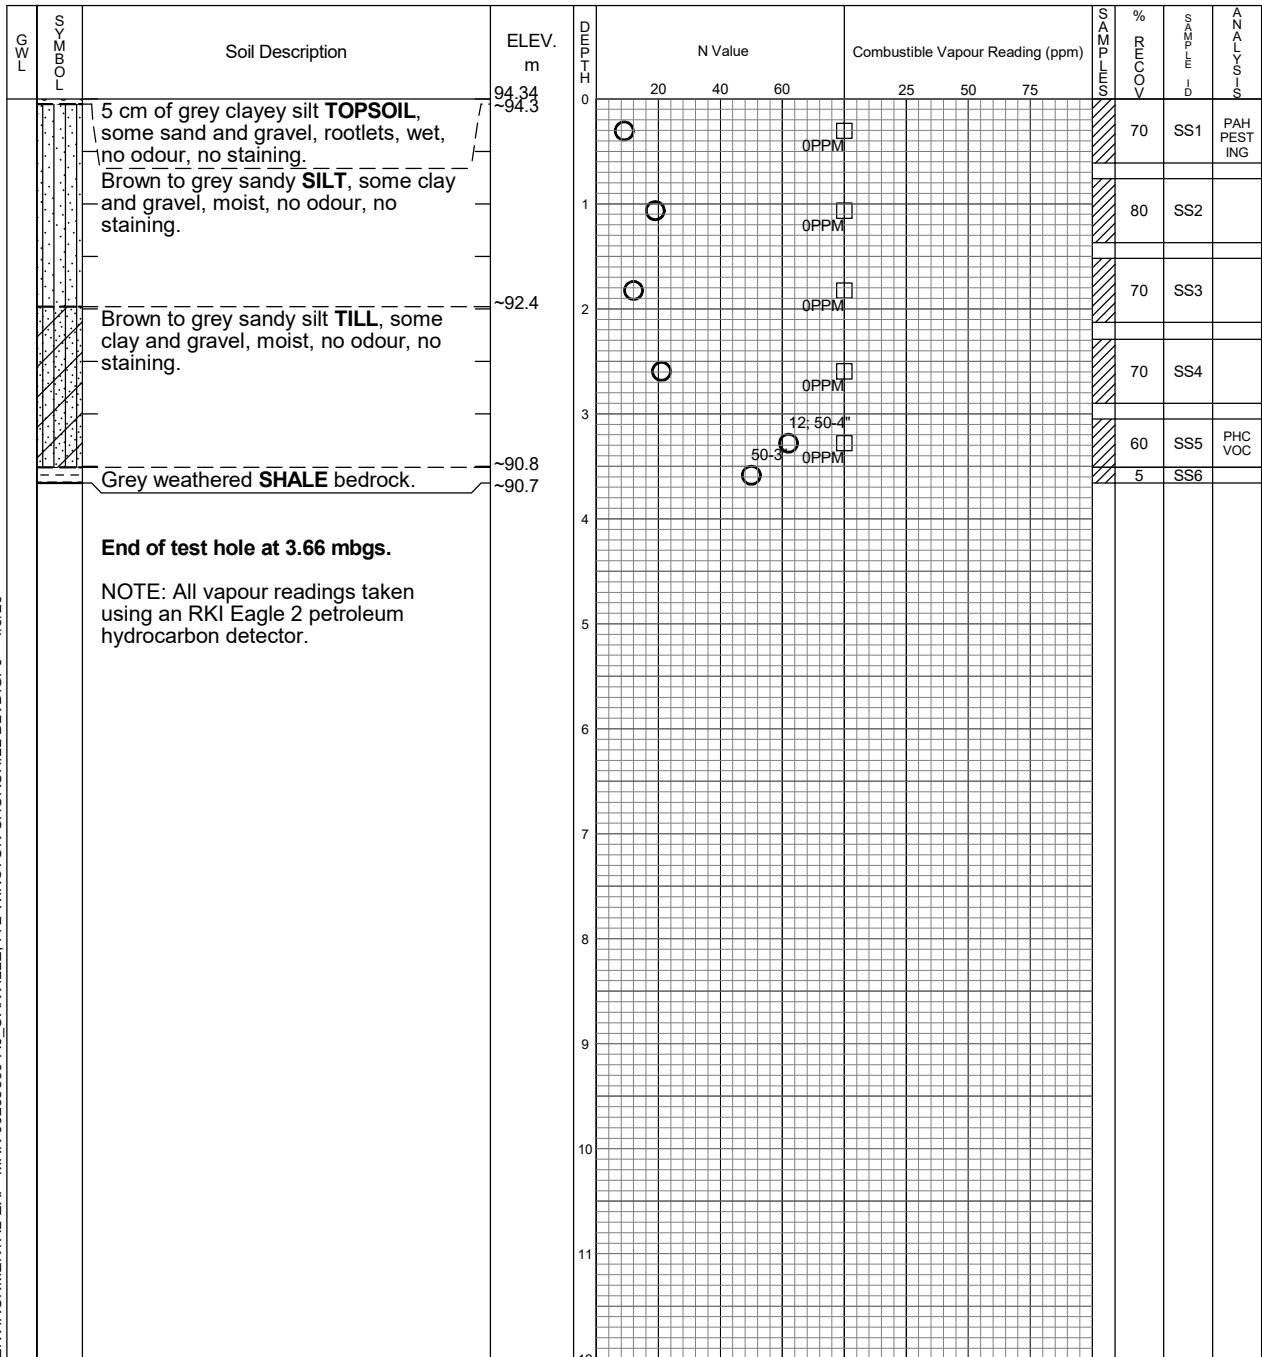 GWL
SYMBOL
Soil Description
ELEV.
m
DEPTH
N Value
Combustible Vapour Reading (ppm)
SAMPLES
% RECOV
SAMPLE ID
ANALYSIS
20 40 60
25 50 75
94.34
~94.3
0
5 cm of grey clayey silt TOPSOIL,
some sand and gravel, rootlets, wet,
no odour, no staining.
0PPM
70 SS1
PAH
PEST
ING
Brown to grey sandy SILT, some clay
and gravel, moist, no odour, no
staining.
1
0PPM
80 SS2
0PPM
70 SS3
~92.4
2
Brown to grey sandy silt TILL, some
clay and gravel, moist, no odour, no
staining.
0PPM
70 SS4
3
12; 50-4"
50-3"
0PPM
60 SS5
PHC
VOC
~90.8
Grey weathered SHALE bedrock.
~90.7
5 SS6
4
End of test hole at 3.66 mbgs.
NOTE: All vapour readings taken
using an RKI Eagle 2 petroleum
hydrocarbon detector.
5
6
7
8
9
10
11